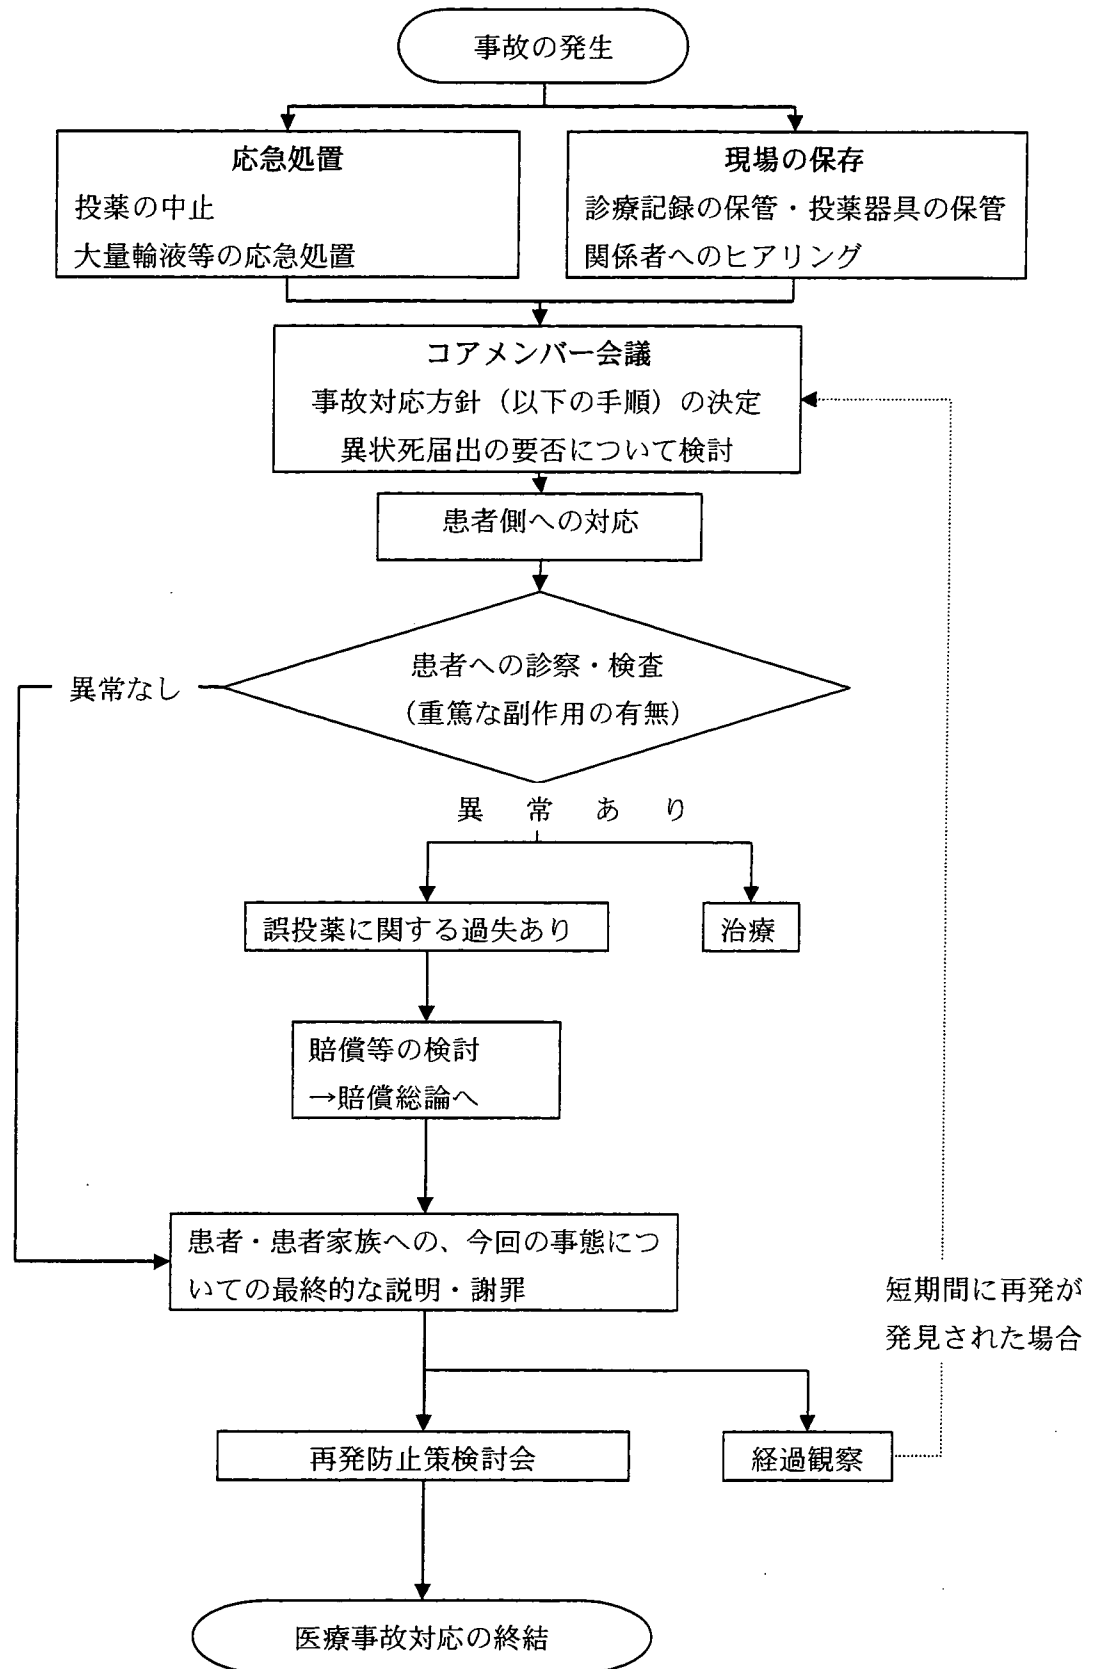 事故の発生
応急処置
投薬の中止
大量輸液等の応急処置
現場の保存
診療記録の保管・投薬器具の保管
関係者へのヒアリング
コアメンバー会議
事故対応方針（以下の手順）の決定
異状死届出の要否について検討
患者側への対応
患者への診察・検査
（重篤な副作用の有無）
異常なし
異常あり
誤投薬に関する過失あり
治療
賠償等の検討
→賠償総論へ
患者・患者家族への、今回の事態につ
いての最終的な説明・謝罪
短期間に再発が
発見された場合
再発防止策検討会
経過観察
医療事故対応の終結